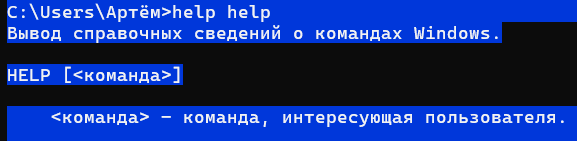 C:\Users\Артём>help help
Вывод справочных сведений о командах Windows.
HELP [<команда>]
<команда> – команда, интересующая пользователя.